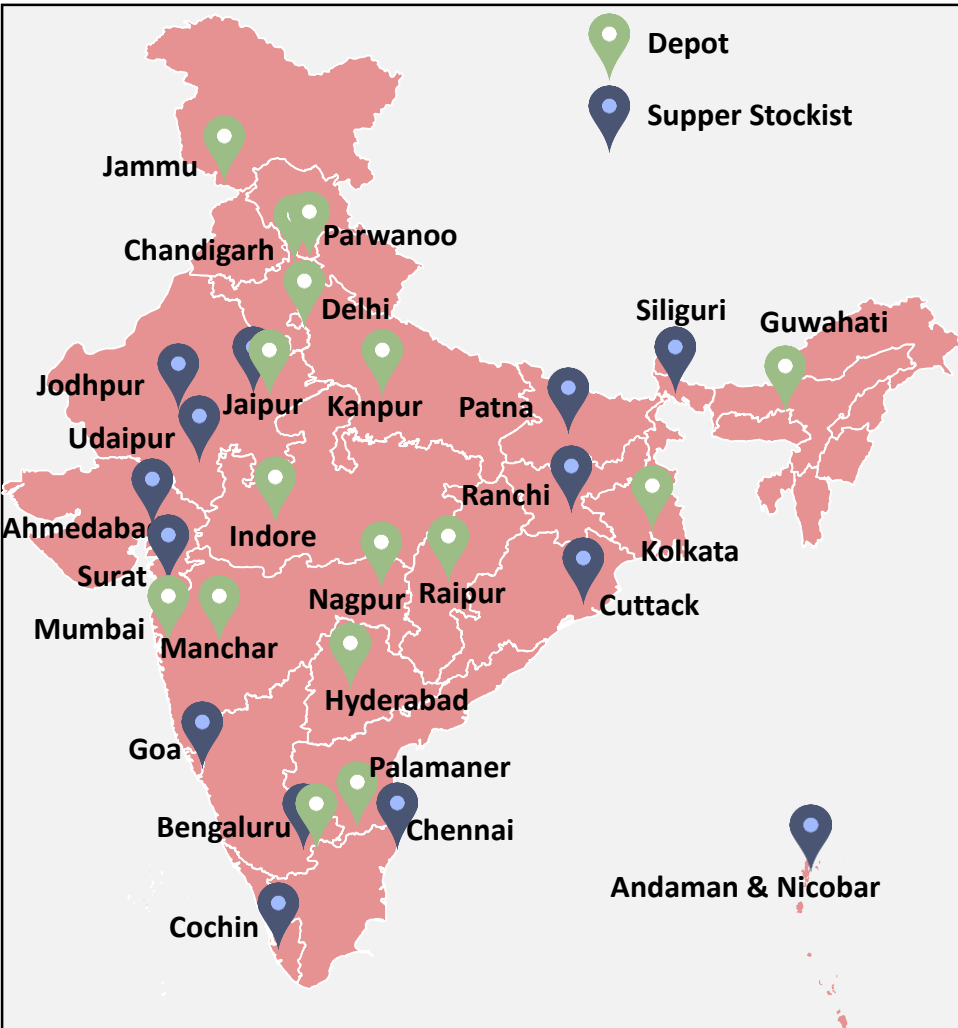 Depot
Supper Stockist
Jammu
Chandigarh
Parwanoo
Delhi
Siliguri
Guwahati
Jodhpur
Jaipur
Kanpur
Patna
Udaipur
Ranchi
Ahmedaba
Indore
Kolkata
Surat
Nagpur
Raipur
Cuttack
Mumbai
Manchar
Hyderabad
Goa
Palamaner
Bengaluru
Chennai
Andaman & Nicobar
Cochin